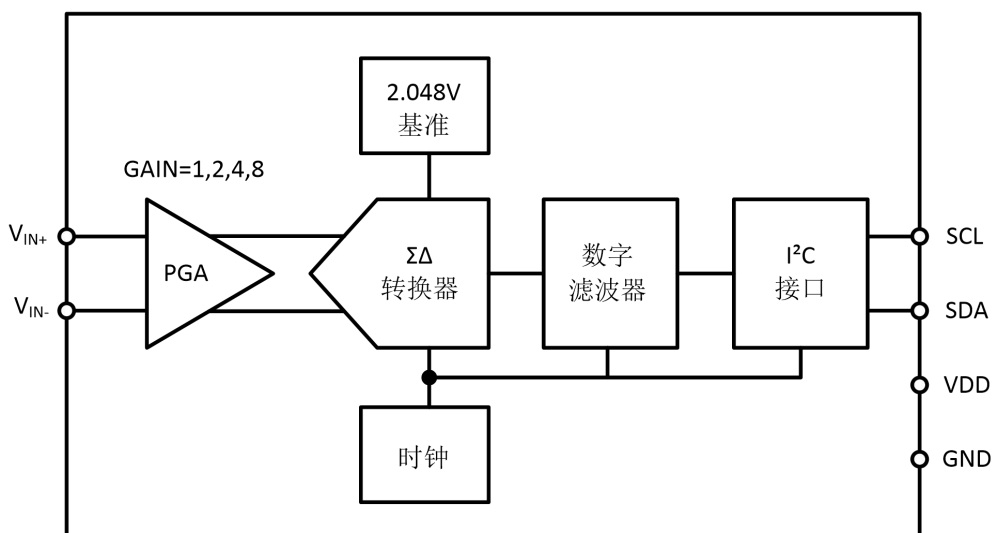 2.048V
基准
GAIN=1,2,4,8
VIN+
VIN-
PGA
ΣΔ
转换器
数字
滤波器
I²C
接口
SCL
SDA
VDD
GND
时钟